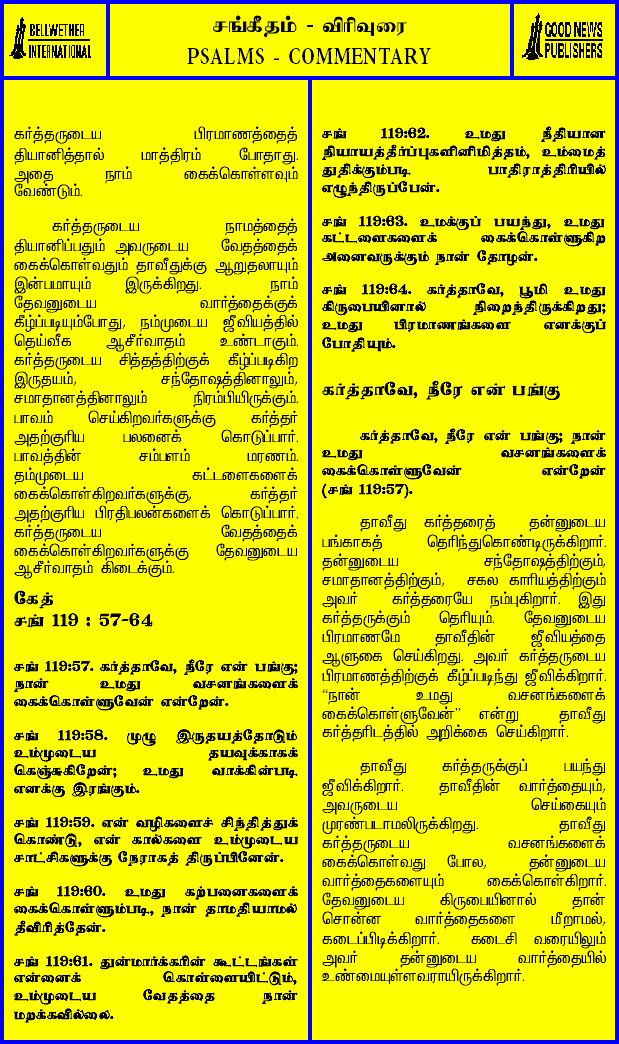 BELLWETHER
INTERNATIONAL
சங்கீதம் - விரிவுரை
PSALMS - COMMENTARY
GOOD NEWS
PUBLISHERS
கர்த்தருடைய பிரமாணத்தைத்
தியானித்தால் மாத்திரம் போதாது.
அதை நாம் கைக்கொள்ளவும்
வேண்டும்.
கர்த்தருடைய நாமத்தைத்
தியானிப்பதும் அவருடைய வேதத்தைக்
கைக்கொள்வதும் தாவீதுக்கு ஆறுதலாயும்
இன்பமாயும் இருக்கிறது. நாம்
தேவனுடைய வார்த்தைக்குக்
கீழ்ப்படியும்போது, நம்முடைய ஜீவியத்தில்
தெய்வீக ஆசீர்வாதம் உண்டாகும்.
கர்த்தருடைய சித்தத்திற்குக் கீழ்ப்படிகிற
இருதயம், சந்தோஷத்தினாலும்,
சமாதானத்தினாலும் நிரம்பியிருக்கும்.
பாவம் செய்கிறவர்களுக்கு கர்த்தர்
அதற்குரிய பலனைக் கொடுப்பார்.
பாவத்தின் சம்பளம் மரணம்.
தம்முடைய கட்டளைகளைக்
கைக்கொள்கிறவர்களுக்கு, கர்த்தர்
அதற்குரிய பிரதிபலன்களைக் கொடுப்பார்.
கர்த்தருடைய வேதத்தைக்
கைக்கொள்கிறவர்களுக்கு தேவனுடைய
ஆசீர்வாதம் கிடைக்கும்.
கேத்
சங் 119 : 57-64
சங் 119:57. கர்த்தாவே, நீரே என் பங்கு;
நான் உமது வசனங்களைக்
கைக்கொள்ளுவேன் என்றேன்.
சங் 119:58. முழு இருதயத்தோடும்
உம்முடைய தயவுக்காகக்
கெஞ்சுகிறேன்; உமது வாக்கின்படி
எனக்கு இரங்கும்.
சங் 119:59. என் வழிகளைச் சிந்தித்துக்
கொண்டு, என் கால்களை உம்முடைய
சாட்சிகளுக்கு நேராகத் திருப்பினேன்.
சங் 119:60. உமது கற்பனைகளைக்
கைக்கொள்ளும்படி, நான் தாமதியாமல்
தீவிரித்தேன்.
சங் 119:61. துன்மார்க்கரின் கூட்டங்கள்
என்னைக் கொள்ளையிட்டும்,
உம்முடைய வேதத்தை நான்
மறக்கவில்லை.
சங் 119:62. உமது நீதியான
நியாயத்தீர்ப்புகளினிமித்தம், உம்மைத்
துதிக்கும்படி பாதிராத்திரியில்
எழுந்திருப்பேன்.
சங் 119:63. உமக்குப் பயந்து, உமது
கட்டளைகளைக் கைக்கொள்ளுகிற
அனைவருக்கும் நான் தோழன்.
சங் 119:64. கர்த்தாவே, பூமி உமது
கிருபையினால் நிறைந்திருக்கிறது;
உமது பிரமாணங்களை எனக்குப்
போதியும்.
கர்த்தாவே, நீரே என் பங்கு
கர்த்தாவே, நீரே என் பங்கு; நான்
உமது வசனங்களைக்
கைக்கொள்ளுவேன் என்றேன்
(சங் 119:57).
தாவீது கர்த்தரைத் தன்னுடைய
பங்காகத் தெரிந்துகொண்டிருக்கிறார்.
தன்னுடைய சந்தோஷத்திற்கும்,
சமாதானத்திற்கும், சகல காரியத்திற்கும்
அவர் கர்த்தரையே நம்புகிறார். இது
கர்த்தருக்கும் தெரியும். தேவனுடைய
பிரமாணமே தாவீதின் ஜீவியத்தை
ஆளுகை செய்கிறது. அவர் கர்த்தருடைய
பிரமாணத்திற்குக் கீழ்ப்படிந்து ஜீவிக்கிறார்.
“நான் உமது வசனங்களைக்
கைக்கொள்ளுவேன்” என்று தாவீது
கர்த்தரிடத்தில் அறிக்கை செய்கிறார்.
தாவீது கர்த்தருக்குப் பயந்து
ஜீவிக்கிறார். தாவீதின் வார்த்தையும்,
அவருடைய செய்கையும்
முரண்படாமலிருக்கிறது. தாவீது
கர்த்தருடைய வசனங்களைக்
கைக்கொள்வது போல, தன்னுடைய
வார்த்தைகளையும் கைக்கொள்கிறார்.
தேவனுடைய கிருபையினால் தான்
சொன்ன வார்த்தைகளை மீறாமல்,
கடைப்பிடிக்கிறார். கடைசி வரையிலும்
அவர் தன்னுடைய வார்த்தையில்
உண்மையுள்ளவராயிருக்கிறார்.